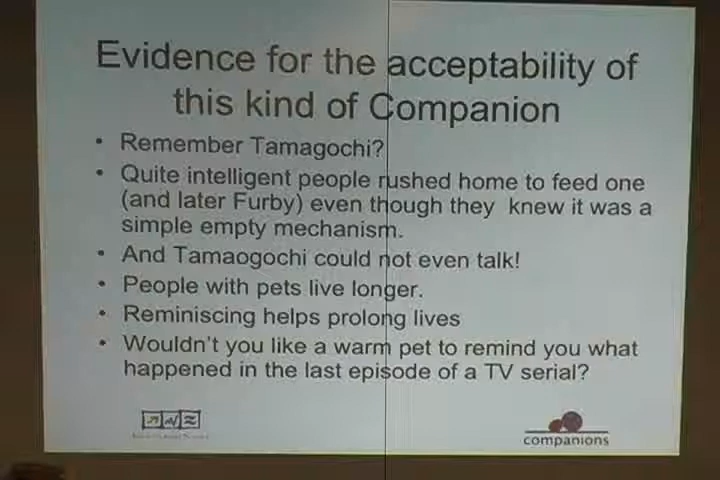 Evidence for the acceptability of
this kind of Companion
• Remember Tamagochi?
• Quite intelligent people rushed home to feed one
(and later Furby) even though they knew it was a
simple empty mechanism.
• And Tamaogochi could not even talk!
• People with pets live longer.
• Reminiscing helps prolong lives
• Wouldn't you like a warm pet to remind you what
happened in the last episode of a TV serial?
companions